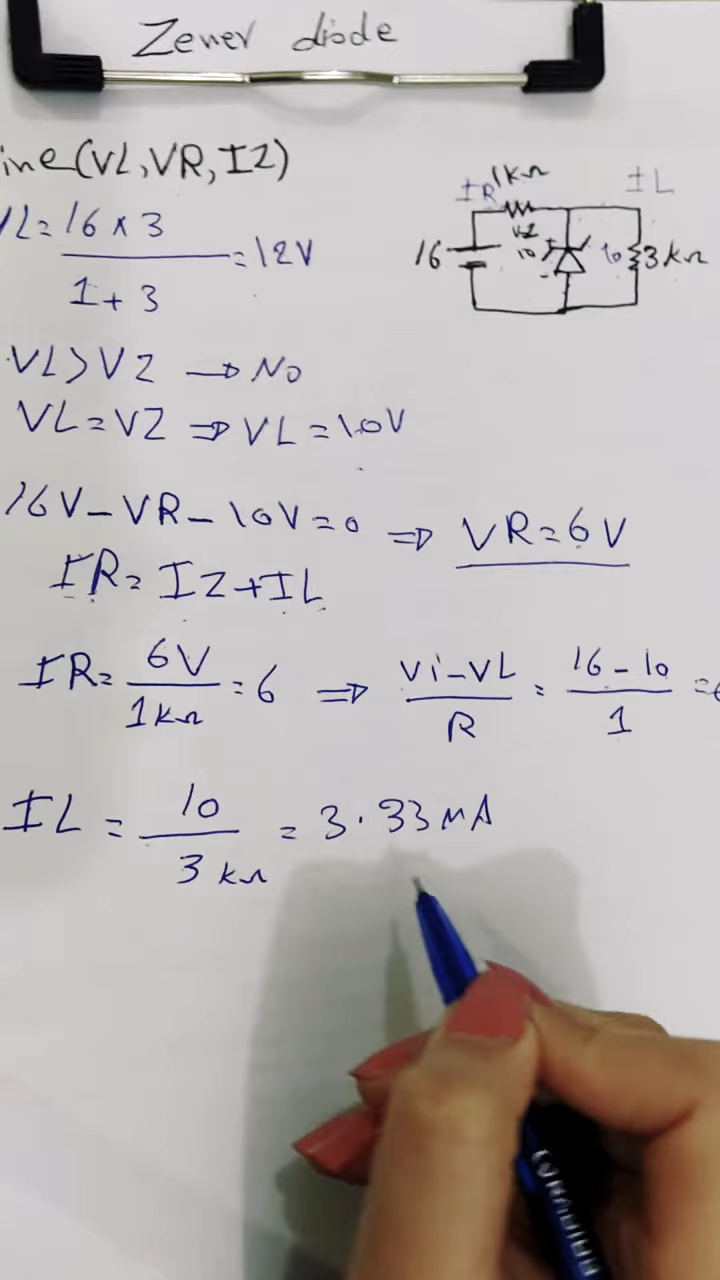 Zener diode
ine(VL,VR,IZ)
IR 1kΩ IL
VL=16×3/1+3=12V
16 VZ 10 + - 10 3kΩ
VL>VZ → NO
VL=VZ ⇒ VL=10V
16V-VR-10V=0 ⇒ VR=6V
IR=IZ+IL
IR=6V/1kΩ=6 ⇒ Vi-VL/R=16-10/1=
IL=10/3kΩ=3.33MA